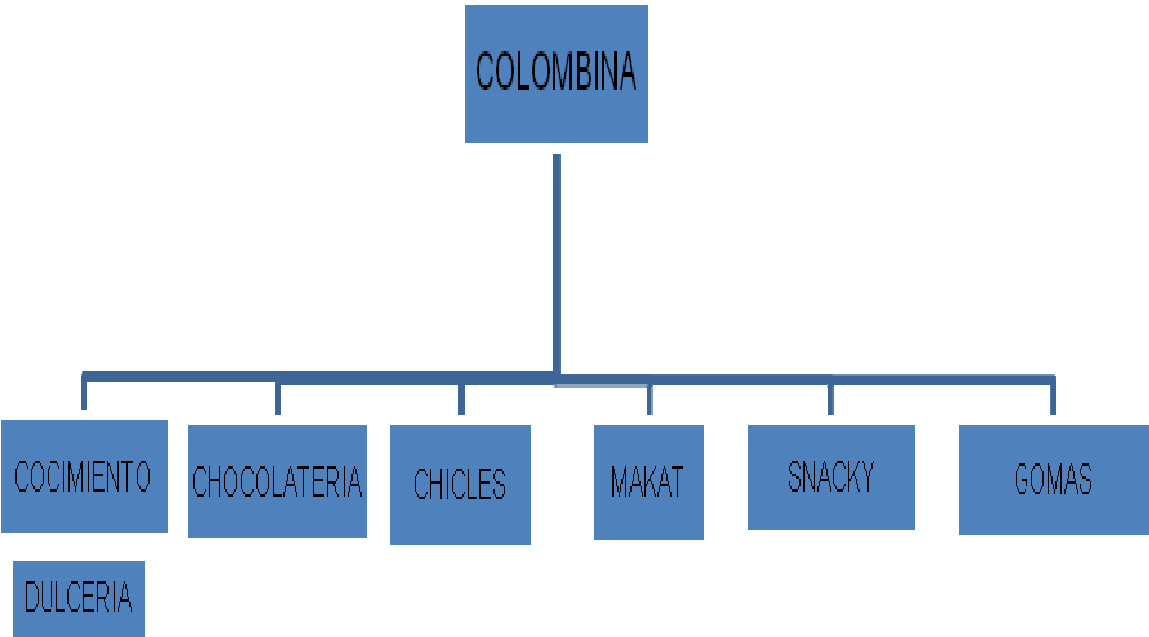 COLOMBINA
COCIMIENTO
CHOCOLATERIA
CHICLES
MAKAT
SNACKY
GOMAS
DULCERIA